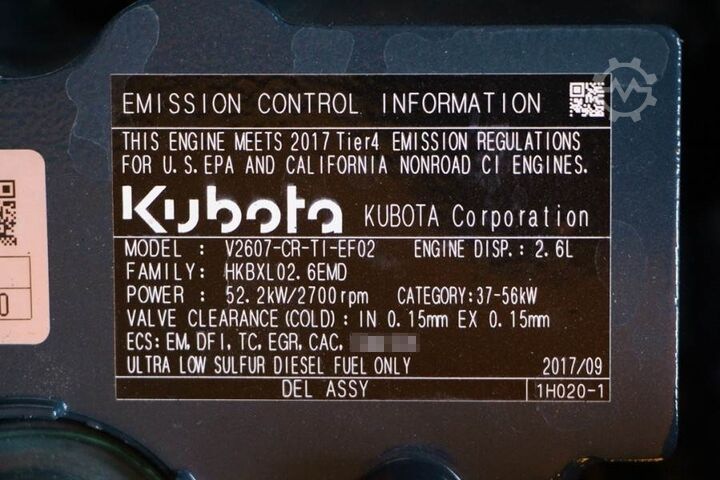 EMISSION CONTROL INFORMATION
THIS ENGINE MEETS 2017 Tier4 EMISSION REGULATIONS
FOR U.S.EPA AND CALIFORNIA NONROAD CI ENGINES.
Kubota KUBOTA Corporation
MODEL : V2607-CR-TI-EF02 ENGINE DISP.: 2.6L
FAMILY: HKBXL02.6EMD
POWER : 52.2kW/2700rpm CATEGORY:37-56kW
VALVE CLEARANCE(COLD): IN 0.15mm EX 0.15mm
ECS: EM, DFI, TC, EGR, CAC,
ULTRA LOW SULFUR DIESEL FUEL ONLY 2017/09
DEL ASSY 1H020-1
0